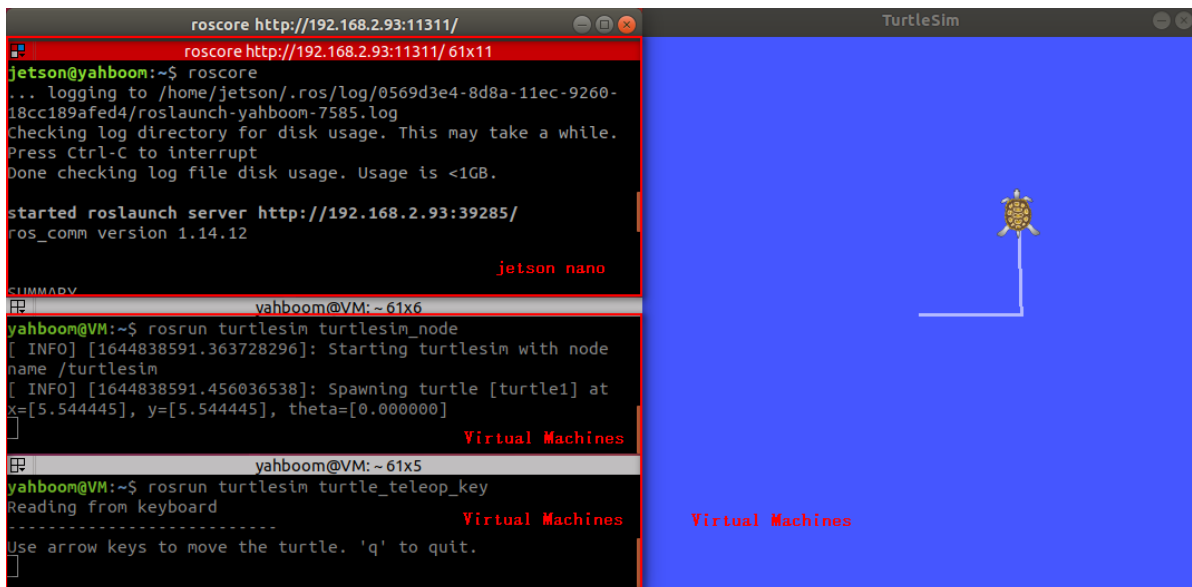 roscore http://192.168.2.93:11311/
roscore http://192.168.2.93:11311/ 61x11
jetson@yahboom:~$ roscore
... logging to /home/jetson/.ros/log/0569d3e4-8d8a-11ec-9260-
18cc189afed4/roslaunch-yahboom-7585.log
Checking log directory for disk usage. This may take a while.
Press Ctrl-C to interrupt
Done checking log file disk usage. Usage is <1GB.
started roslaunch server http://192.168.2.93:39285/
ros_comm version 1.14.12
jetson nano
SUMMARY
yahboom@VM: ~ 61x6
yahboom@VM:~$ rosrun turtlesim turtlesim_node
[ INFO] [1644838591.363728296]: Starting turtlesim with node
name /turtlesim
[ INFO] [1644838591.456036538]: Spawning turtle [turtle1] at
x=[5.544445], y=[5.544445], theta=[0.000000]
Virtual Machines
yahboom@VM: ~ 61x5
yahboom@VM:~$ rosrun turtlesim turtle_teleop_key
Reading from keyboard
Virtual Machines
---------------------------
Use arrow keys to move the turtle. 'q' to quit.
TurtleSim
Virtual Machines